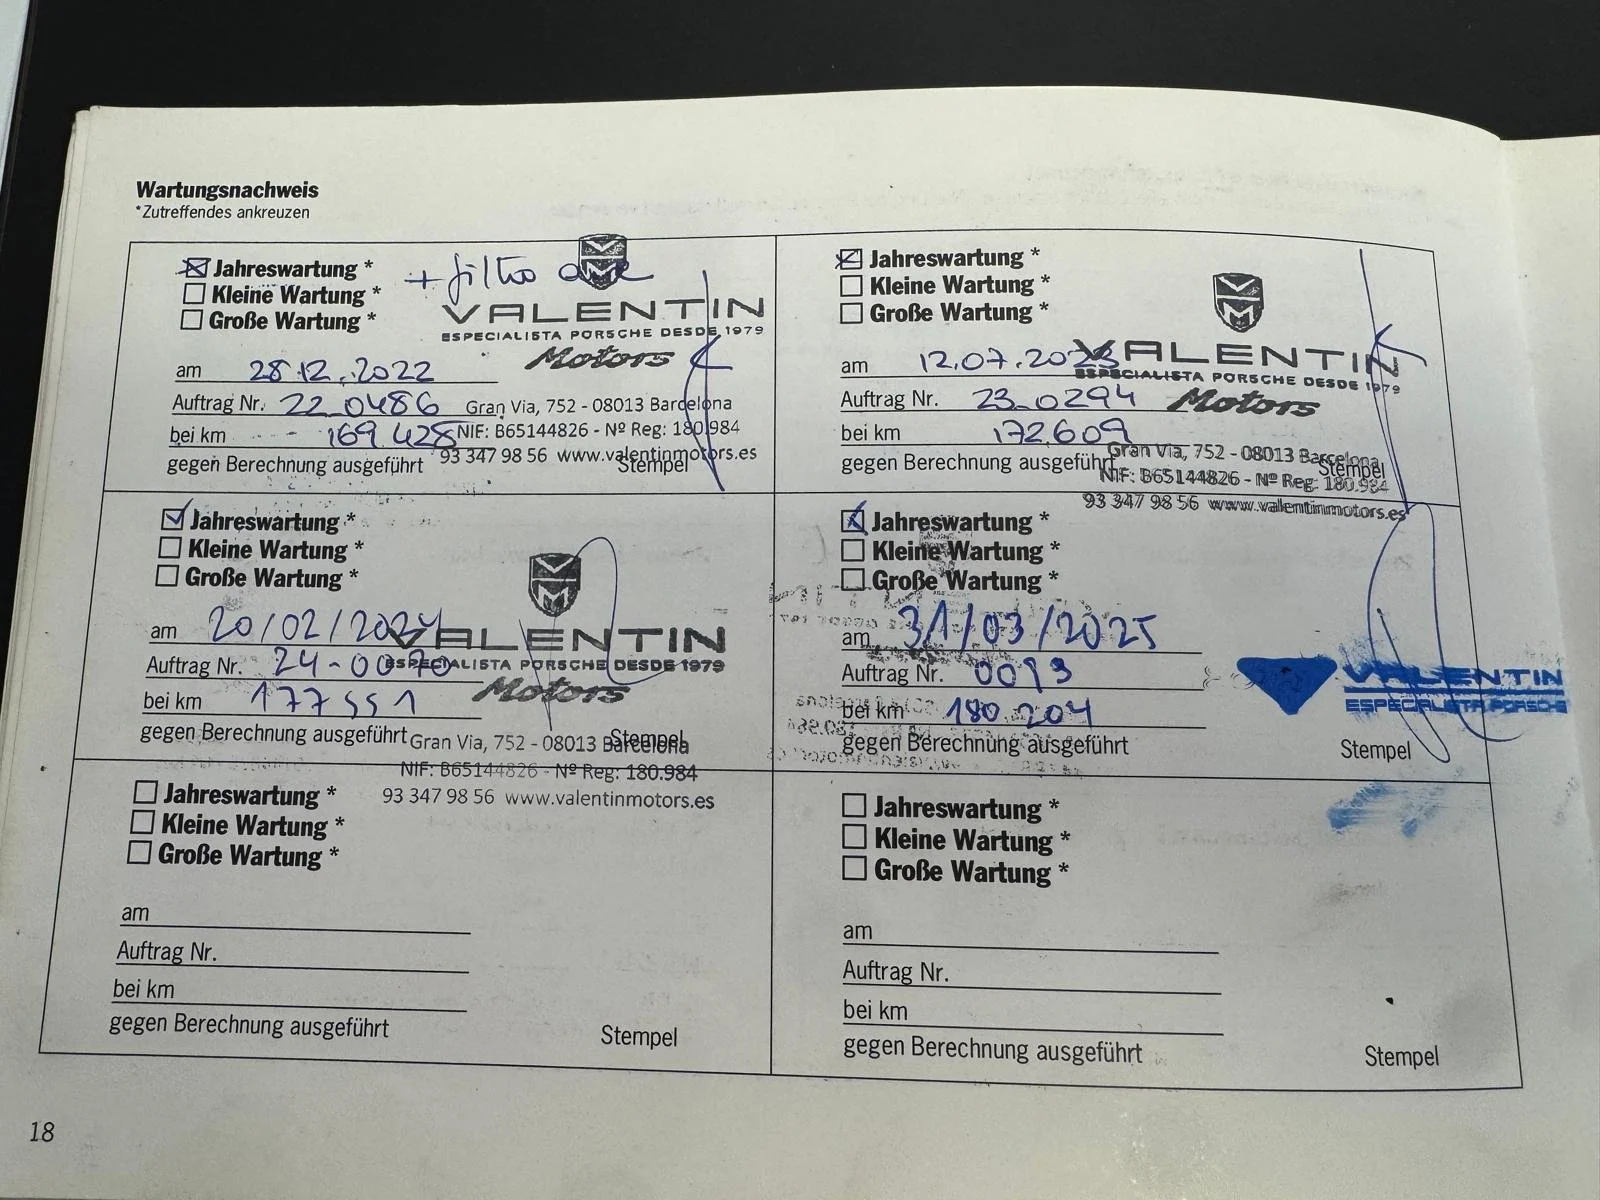 Wartungsnachweis
*Zutreffendes ankreuzen
Jahreswartung *
Kleine Wartung *
Große Wartung *
+ filtro
VALENTIN
ESPECIALISTA PORSCHE DESDE 1979
Motors
am 28.12.2022
Auftrag Nr. 22_0486
bei km 169.428
gegen Berechnung ausgeführt
Stempel
Gran Via, 752 - 08013 Barcelona
NIF: B65144826 - Nº Reg: 180.984
93 347 98 56 www.valentinmotors.es
Jahreswartung *
Kleine Wartung *
Große Wartung *
VALENTIN
ESPECIALISTA PORSCHE DESDE 1979
Motors
am 12.07.2023
Auftrag Nr. 23_0294
bei km 172.609
gegen Berechnung ausgeführt
Stempel
Gran Via, 752 - 08013 Barcelona
NIF: B65144826 - Nº Reg: 180.984
93 347 98 56 www.valentinmotors.es
Jahreswartung *
Kleine Wartung *
Große Wartung *
VALENTIN
ESPECIALISTA PORSCHE DESDE 1979
Motors
am 20/02/2024
Auftrag Nr. 24-0070
bei km 177551
gegen Berechnung ausgeführt
Stempel
Gran Via, 752 - 08013 Barcelona
NIF: B65144826 - Nº Reg: 180.984
93 347 98 56 www.valentinmotors.es
Jahreswartung *
Kleine Wartung *
Große Wartung *
am 31/03/2025
Auftrag Nr. 0093
bei km 180.204
gegen Berechnung ausgeführt
Stempel
VALENTIN
ESPECIALISTA PORSCHE
Jahreswartung *
Kleine Wartung *
Große Wartung *
am
Auftrag Nr.
bei km
gegen Berechnung ausgeführt
Stempel
Jahreswartung *
Kleine Wartung *
Große Wartung *
am
Auftrag Nr.
bei km
gegen Berechnung ausgeführt
Stempel
18